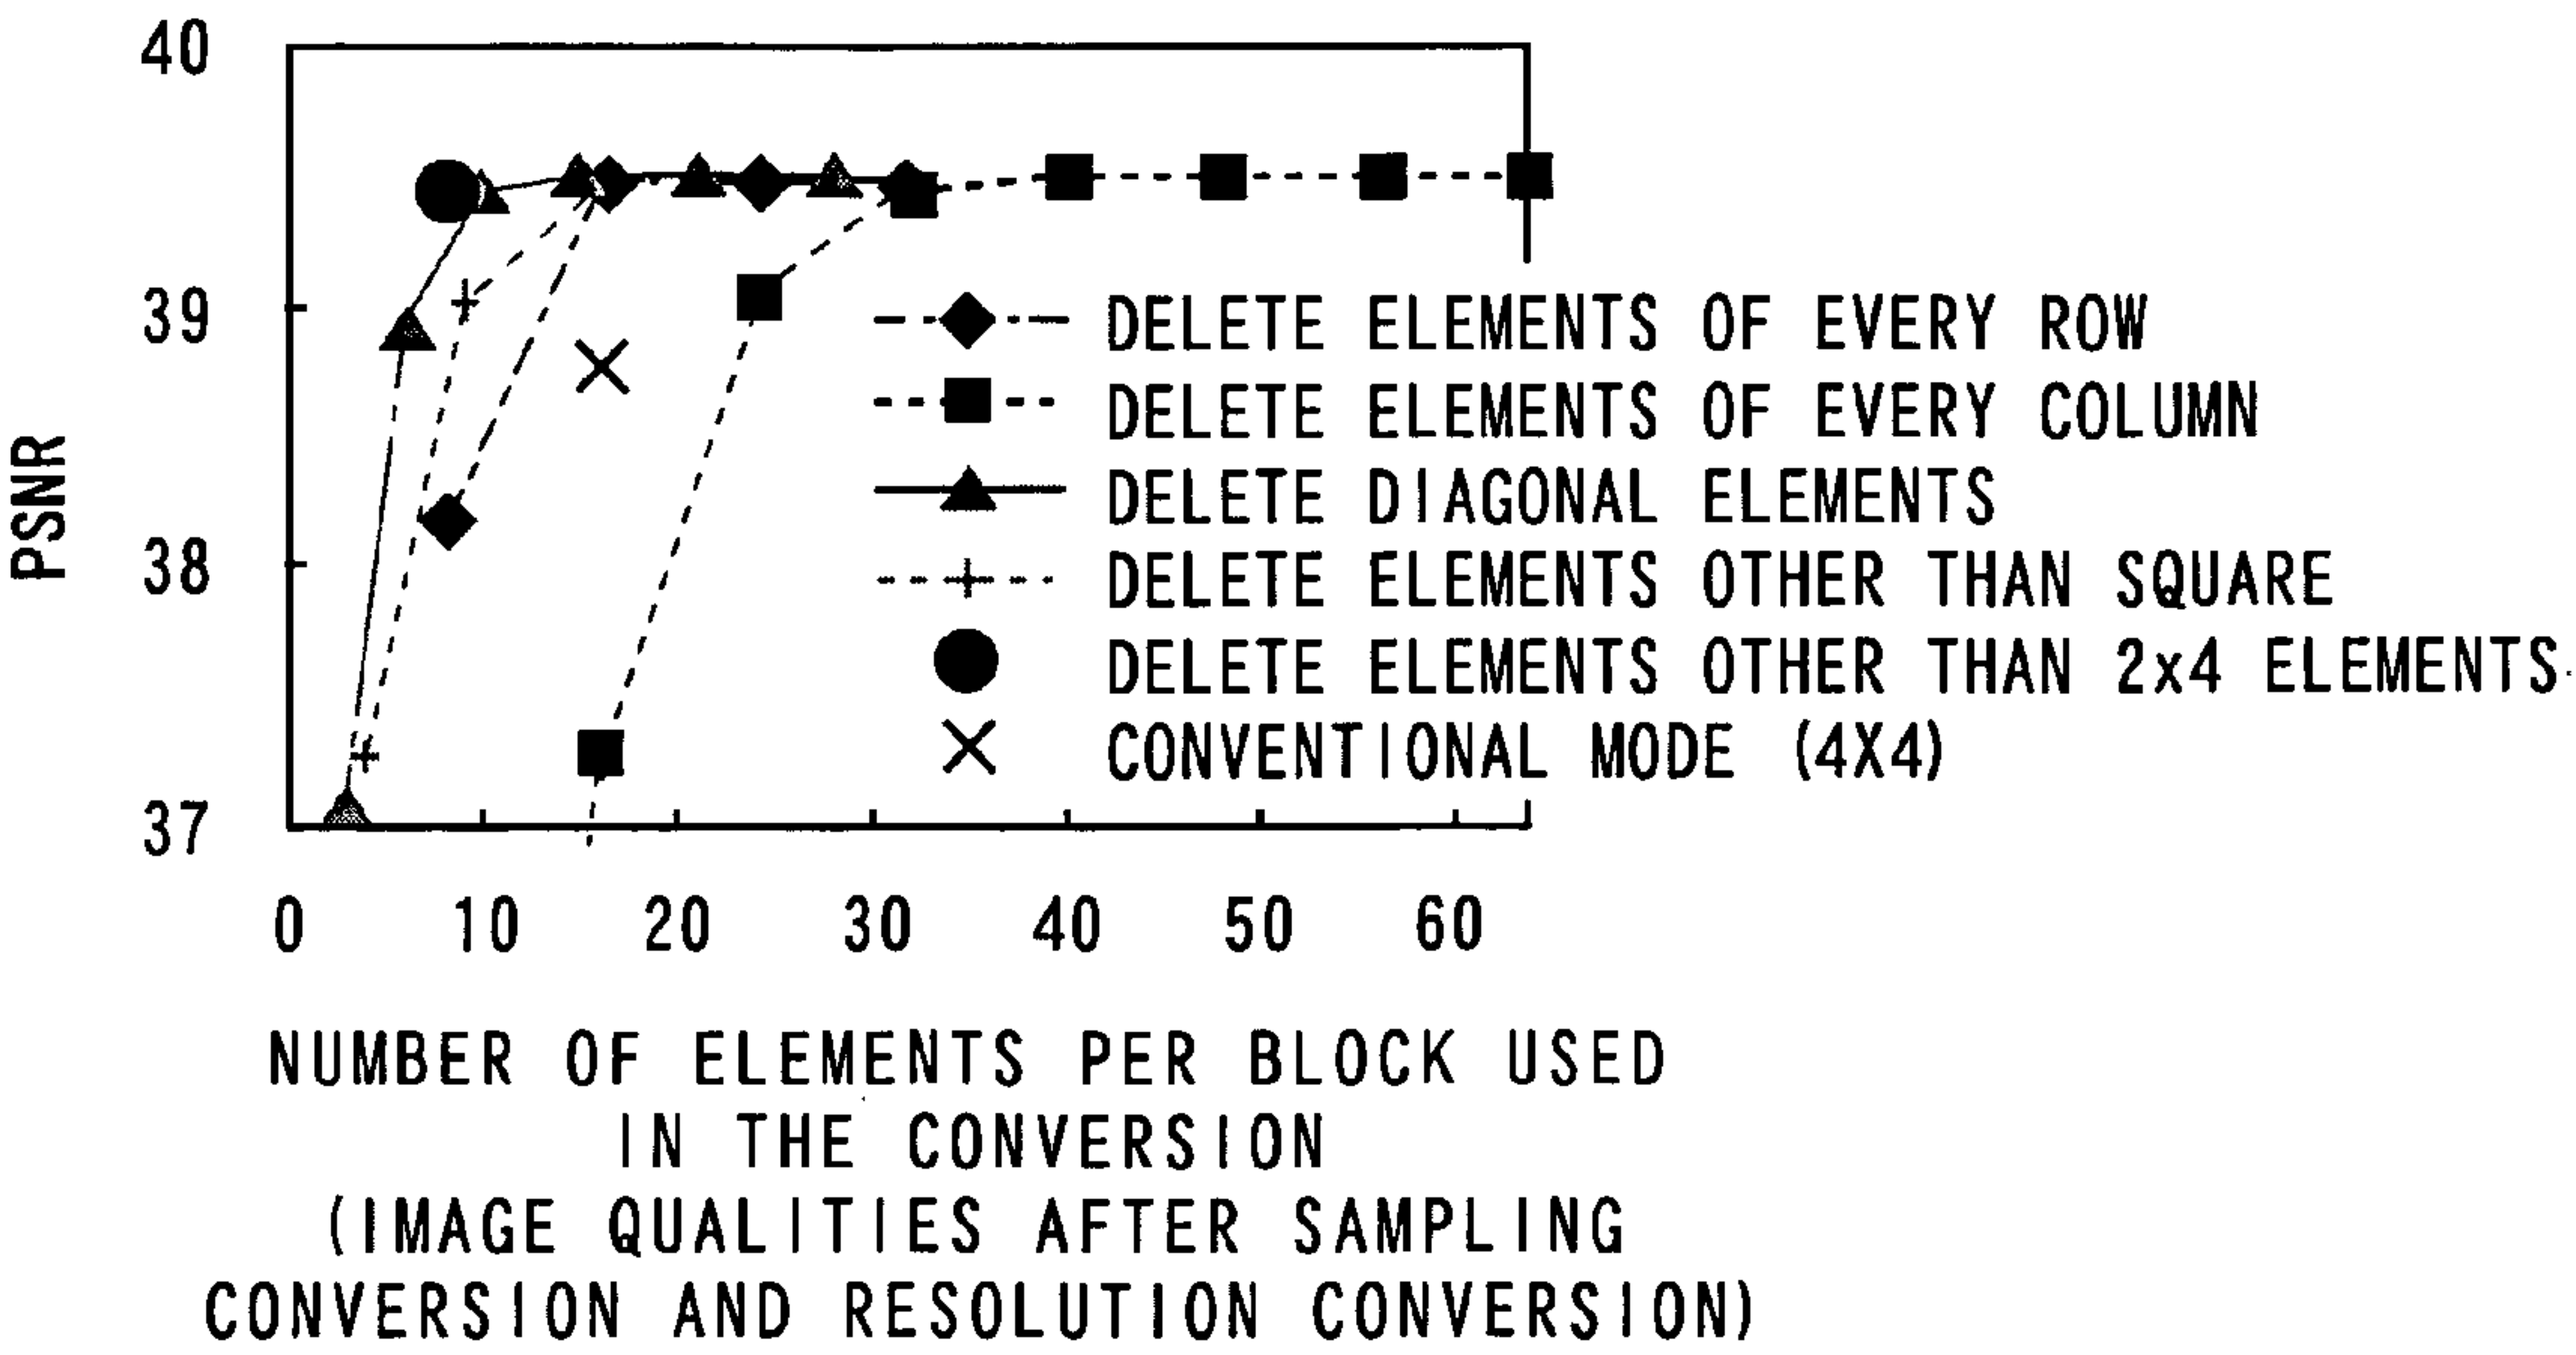 40
39
38
37
PSNR
DELETE ELEMENTS OF EVERY ROW
DELETE ELEMENTS OF EVERY COLUMN
DELETE DIAGONAL ELEMENTS
DELETE ELEMENTS OTHER THAN SQUARE
DELETE ELEMENTS OTHER THAN 2x4 ELEMENTS
CONVENTIONAL MODE (4X4)
0 10 20 30 40 50 60
NUMBER OF ELEMENTS PER BLOCK USED
IN THE CONVERSION
(IMAGE QUALITIES AFTER SAMPLING
CONVERSION AND RESOLUTION CONVERSION)